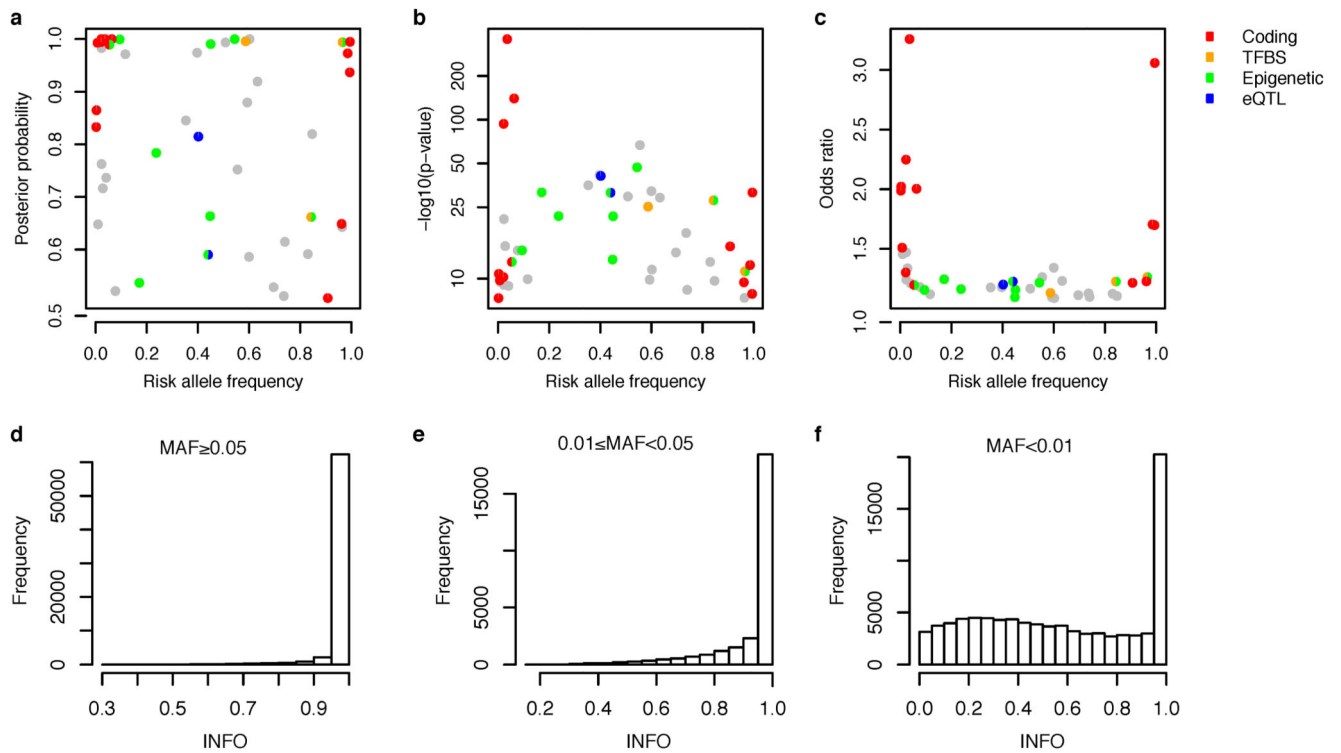 a
b
c
Coding
TFBS
Epigenetic
eQTL
Posterior probability
1.0
0.9
0.8
0.7
0.6
0.5
0.0 0.2 0.4 0.6 0.8 1.0
Risk allele frequency
−log10(p−value)
200
100
50
25
10
0.0 0.2 0.4 0.6 0.8 1.0
Risk allele frequency
Odds ratio
3.0
2.5
2.0
1.5
1.0
0.0 0.2 0.4 0.6 0.8 1.0
Risk allele frequency
d
MAF≥0.05
Frequency
50000
20000
0
0.3 0.5 0.7 0.9
INFO
e
0.01≤MAF<0.05
Frequency
15000
5000
0
0.2 0.4 0.6 0.8 1.0
INFO
f
MAF<0.01
Frequency
15000
5000
0
0.0 0.2 0.4 0.6 0.8 1.0
INFO